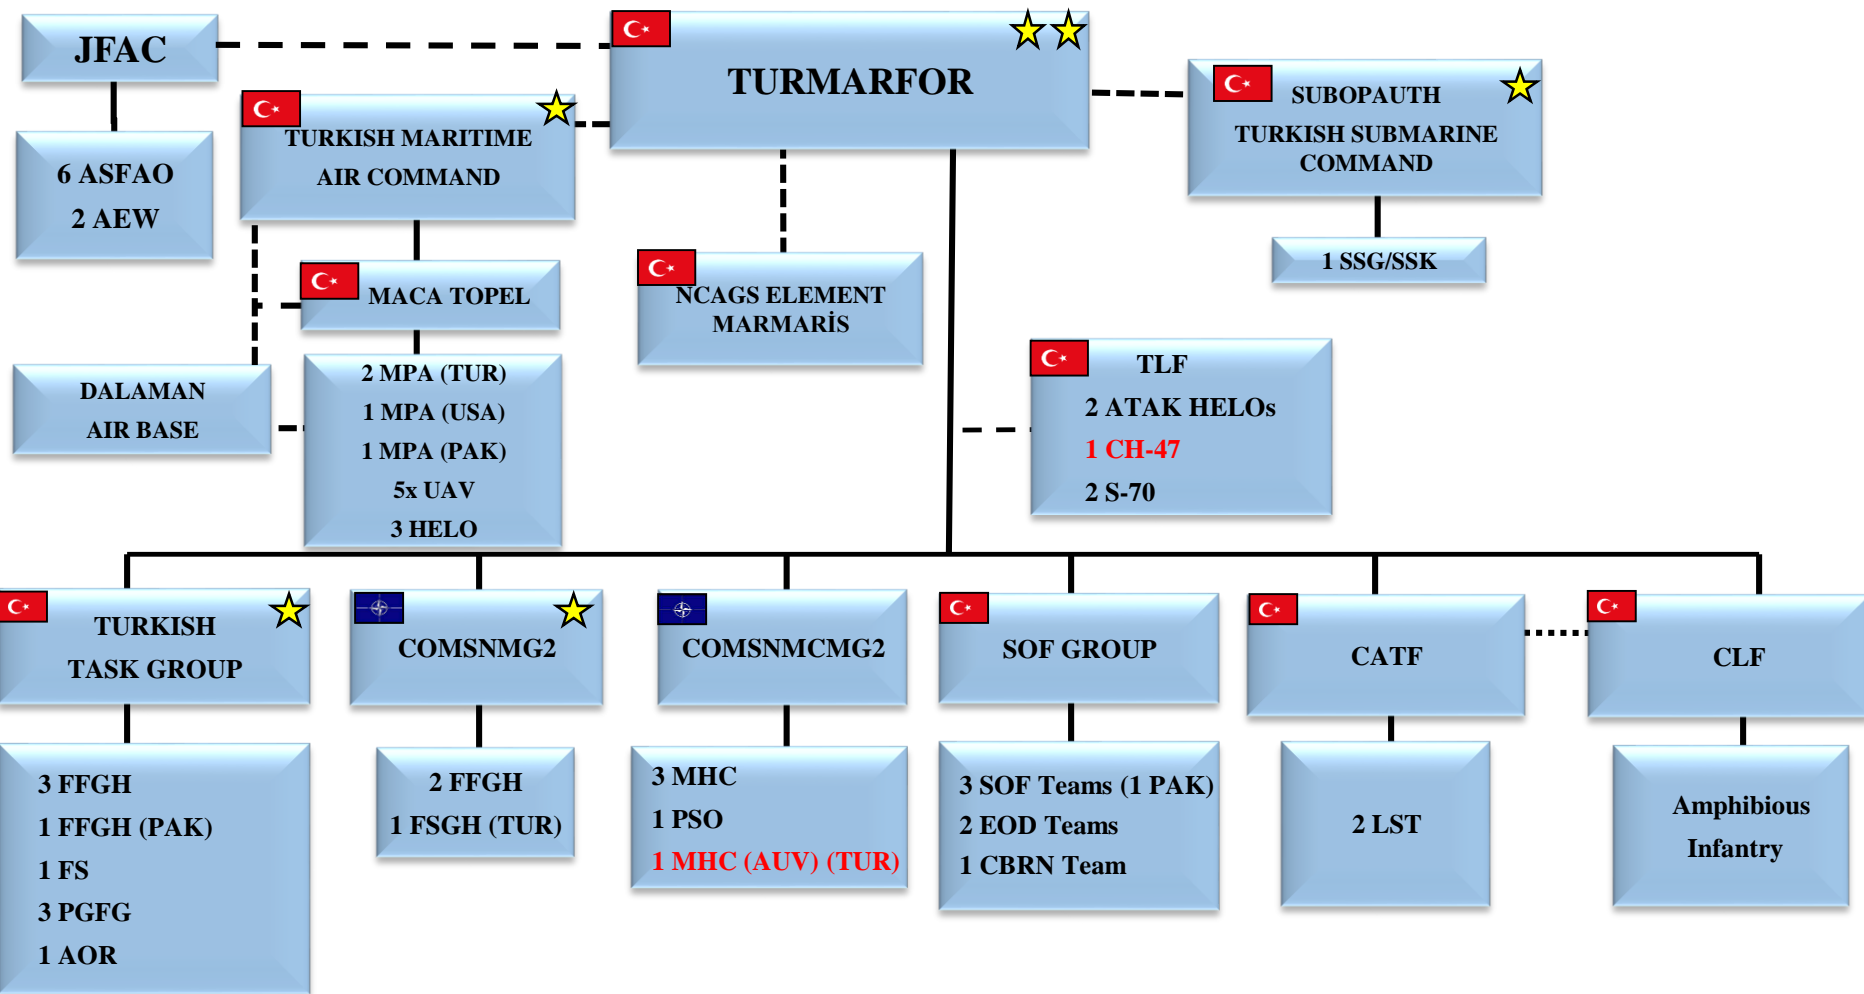 JFAC
6 ASFAO
2 AEW
TURKISH MARITIME
AIR COMMAND
TURMARFOR
SUBOPAUTH
TURKISH SUBMARINE
COMMAND
1 SSG/SSK
MACA TOPEL
NCAGS ELEMENT
MARMARİS
DALAMAN
AIR BASE
2 MPA (TUR)
1 MPA (USA)
1 MPA (PAK)
5x UAV
3 HELO
TLF
2 ATAK HELOs
1 CH-47
2 S-70
TURKISH
TASK GROUP
3 FFGH
1 FFGH (PAK)
1 FS
3 PGFG
1 AOR
COMSNMG2
2 FFGH
1 FSGH (TUR)
COMSNMCMG2
3 MHC
1 PSO
1 MHC (AUV) (TUR)
SOF GROUP
3 SOF Teams (1 PAK)
2 EOD Teams
1 CBRN Team
CATF
2 LST
CLF
Amphibious
Infantry